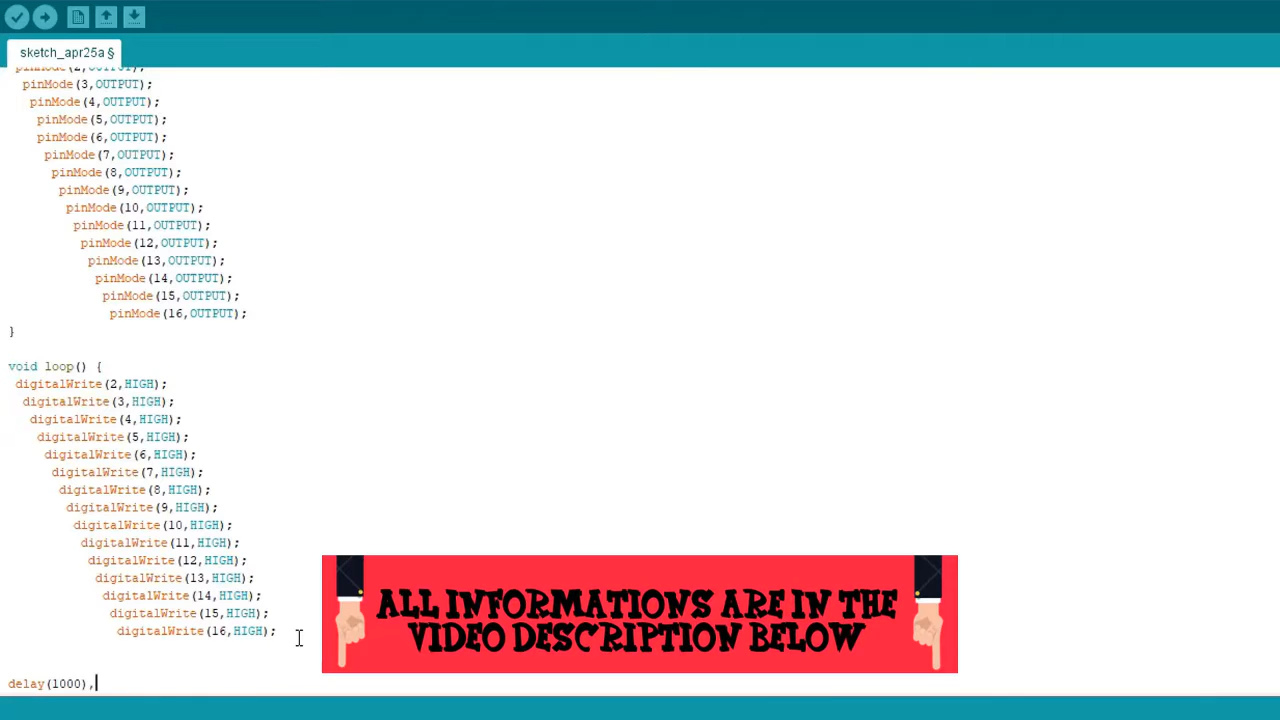 sketch_apr25a §
pinMode(2,OUTPUT);
pinMode(3,OUTPUT);
pinMode(4,OUTPUT);
pinMode(5,OUTPUT);
pinMode(6,OUTPUT);
pinMode(7,OUTPUT);
pinMode(8,OUTPUT);
pinMode(9,OUTPUT);
pinMode(10,OUTPUT);
pinMode(11,OUTPUT);
pinMode(12,OUTPUT);
pinMode(13,OUTPUT);
pinMode(14,OUTPUT);
pinMode(15,OUTPUT);
pinMode(16,OUTPUT);
}
void loop() {
digitalWrite(2,HIGH);
digitalWrite(3,HIGH);
digitalWrite(4,HIGH);
digitalWrite(5,HIGH);
digitalWrite(6,HIGH);
digitalWrite(7,HIGH);
digitalWrite(8,HIGH);
digitalWrite(9,HIGH);
digitalWrite(10,HIGH);
digitalWrite(11,HIGH);
digitalWrite(12,HIGH);
digitalWrite(13,HIGH);
digitalWrite(14,HIGH);
digitalWrite(15,HIGH);
digitalWrite(16,HIGH);
ALL INFORMATIONS ARE IN THE
VIDEO DESCRIPTION BELOW
delay(1000),